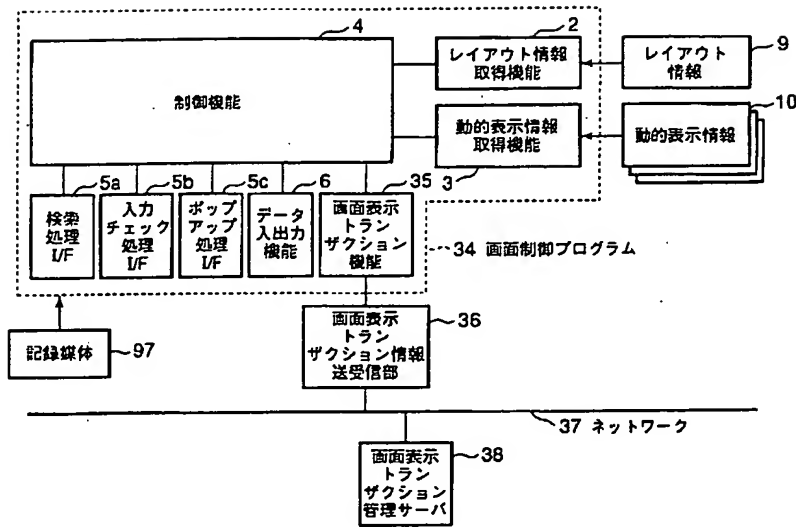 4
2
9
レイアウト情報
取得機能
レイアウト
情報
制御機能
10
動的表示情報
取得機能
動的表示情報
3
5a
5b
5c
6
35
検索
処理
I/F
入力
チェック
処理
I/F
ポップ
アップ
処理
I/F
データ
入出力
機能
画面表示
トラン
ザクション
機能
34 画面制御プログラム
記録媒体
97
画面表示
トラン
ザクション情報
送受信部
36
37 ネットワーク
画面表示
トラン
ザクション
管理サーバ
38